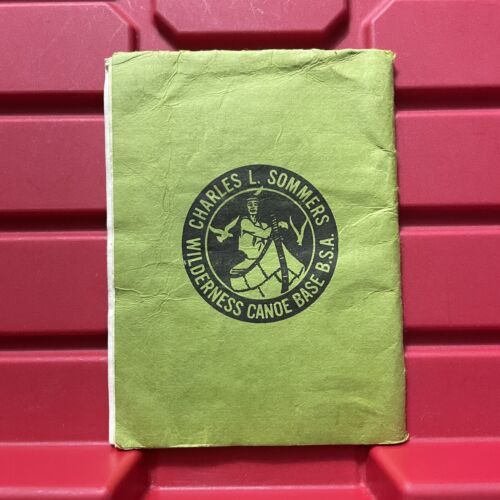 CHARLES L. SOMMERS
WILDERNESS CANOE BASE B.S.A.